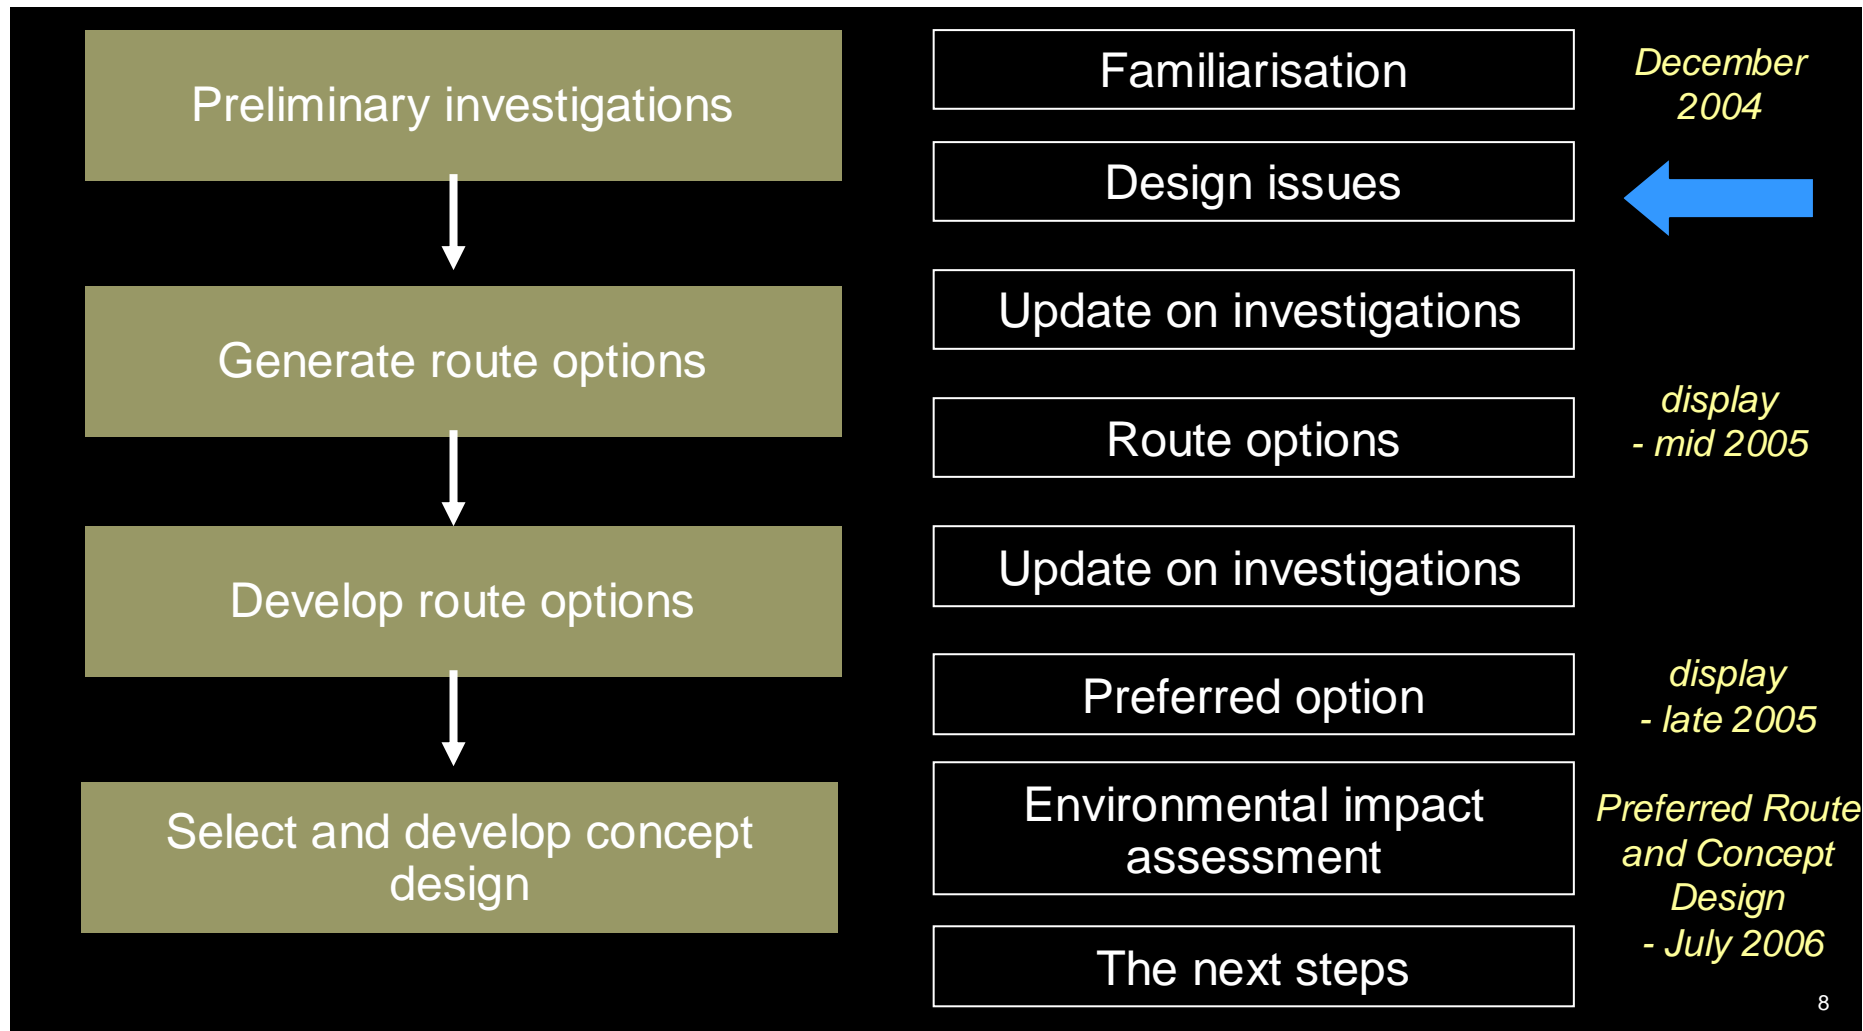 Preliminary investigations
Generate route options
Develop route options
Select and develop concept
design
Familiarisation
Design issues
Update on investigations
Route options
Update on investigations
Preferred option
Environmental impact
assessment
The next steps
December
2004
display
- mid 2005
display
- late 2005
Preferred Route
and Concept
Design
- July 2006
8